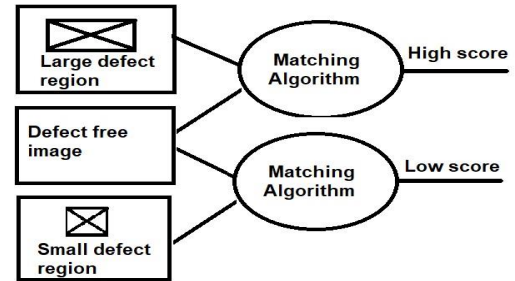 Large defect
region
Matching
Algorithm
High score
Defect free
image
Matching
Algorithm
Low score
Small defect
region